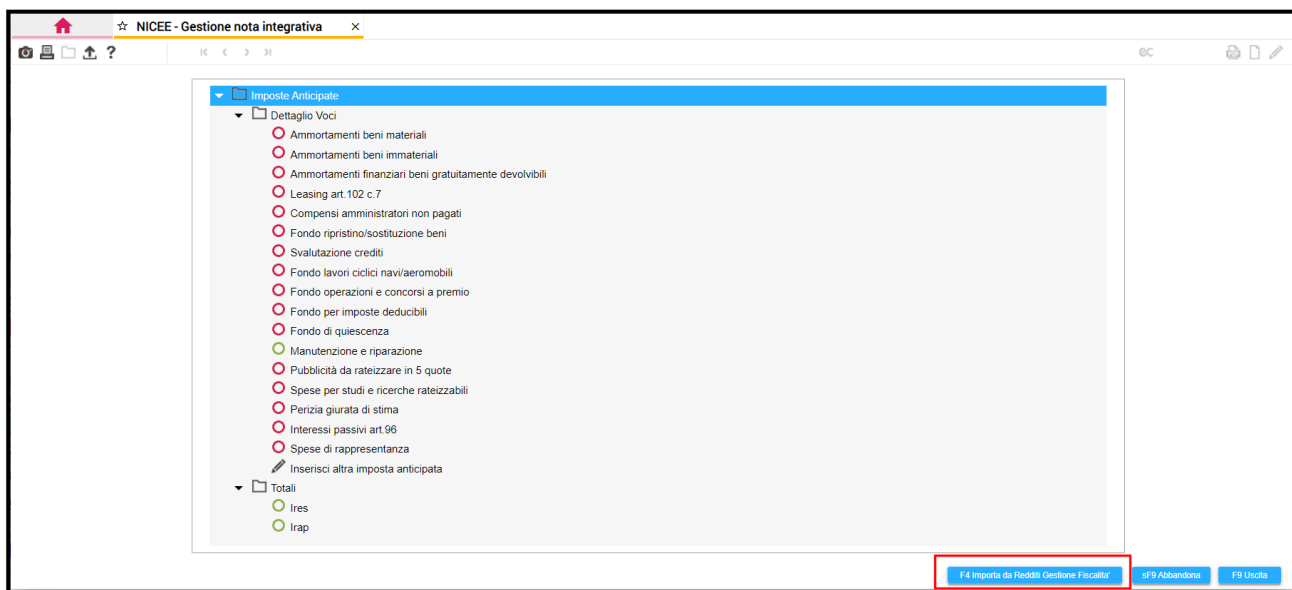 NICEE - Gestione nota integrativa
?
ec
Imposte Anticipate
Dettaglio Voci
Ammortamenti beni materiali
Ammortamenti beni immateriali
Ammortamenti finanziari beni gratuitamente devolvibili
Leasing art.102 c.7
Compensi amministratori non pagati
Fondo ripristino/sostituzione beni
Svalutazione crediti
Fondo lavori ciclici navi/aeromobili
Fondo operazioni e concorsi a premio
Fondo per imposte deducibili
Fondo di quiescenza
Manutenzione e riparazione
Pubblicità da rateizzare in 5 quote
Spese per studi e ricerche rateizzabili
Perizia giurata di stima
Interessi passivi art.96
Spese di rappresentanza
Inserisci altra imposta anticipata
Totali
Ires
Irap
F4 Importa da Redditi Gestione Fiscalita' sF9 Abbandona F9 Uscita